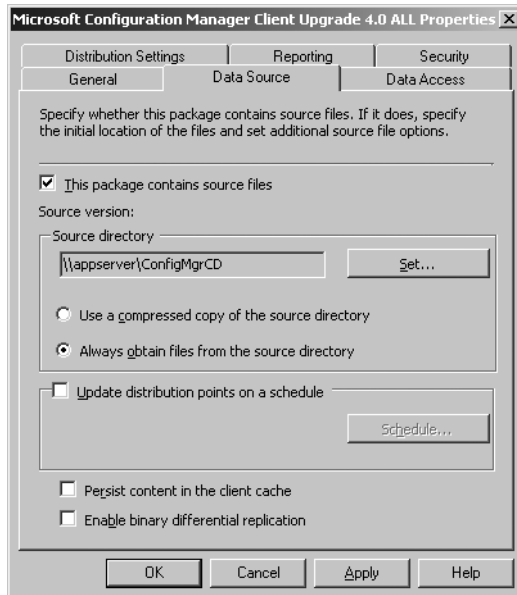 Microsoft Configuration Manager Client Upgrade 4.0 ALL Properties
Distribution Settings Reporting Security
General Data Source Data Access
Specify whether this package contains source files. If it does, specify
the initial location of the files and set additional source file options.
This package contains source files
Source version:
Source directory
\\appserver\ConfigMgrCD Set...
Use a compressed copy of the source directory
Always obtain files from the source directory
Update distribution points on a schedule
Schedule...
Persist content in the client cache
Enable binary differential replication
OK Cancel Apply Help